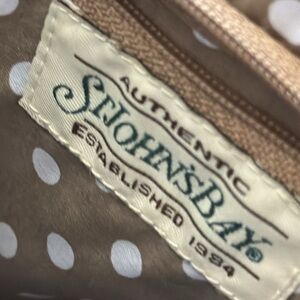 AUTHENTIC
ST.JOHN'S BAY®
ESTABLISHED 1984